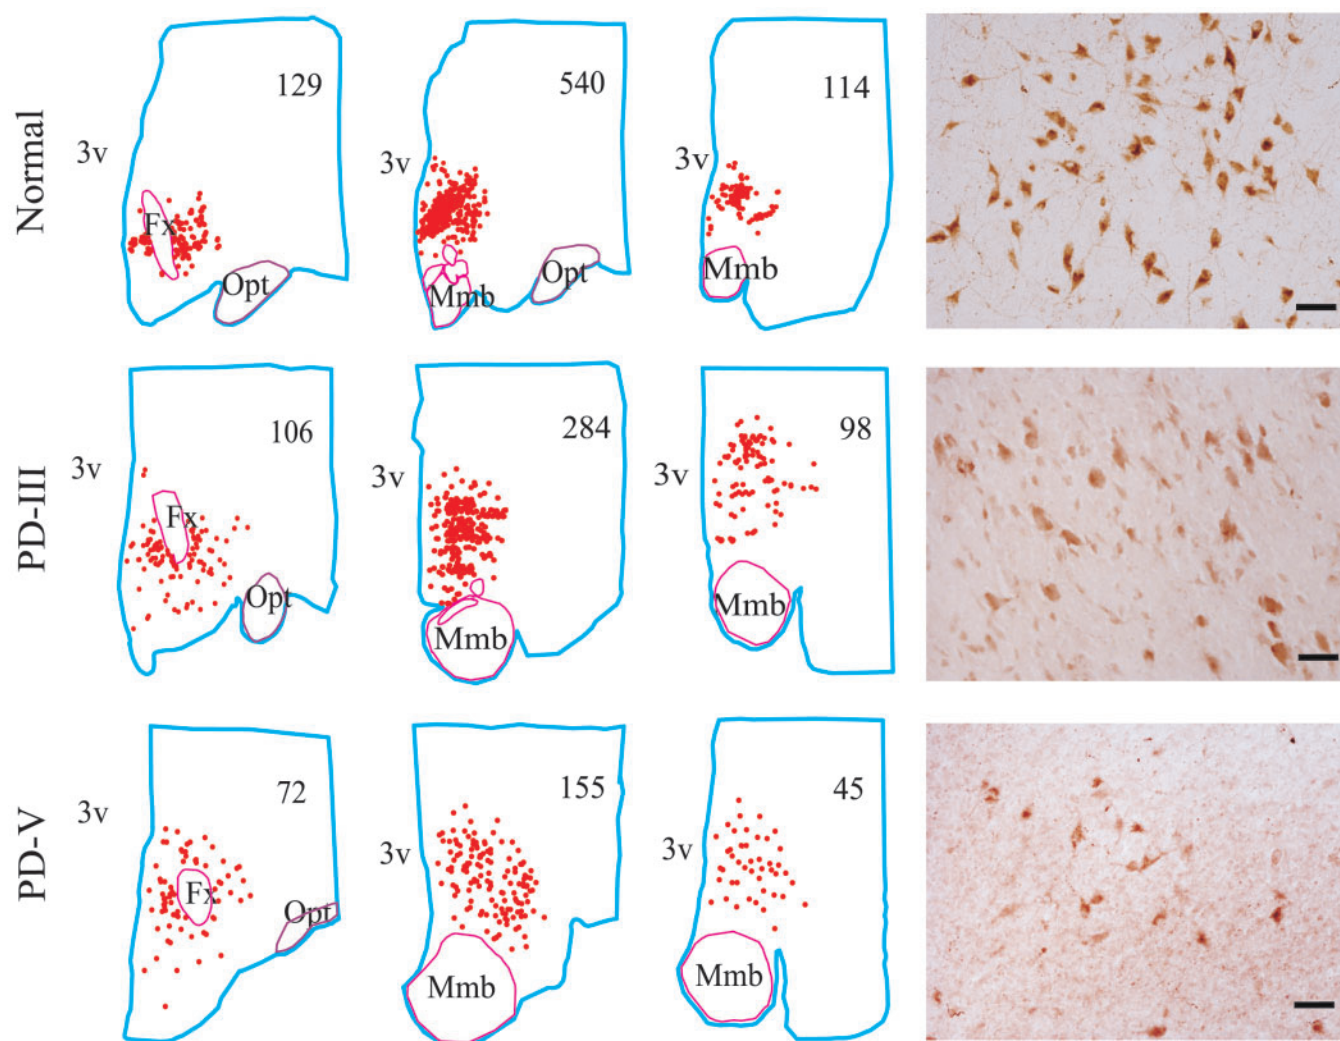 Normal
129
3v
Fx
Opt
540
3v
Mmb
Opt
114
3v
Mmb
PD-III
106
3v
Fx
Opt
284
3v
Mmb
98
3v
Mmb
PD-V
72
3v
Fx
Opt
155
3v
Mmb
45
3v
Mmb